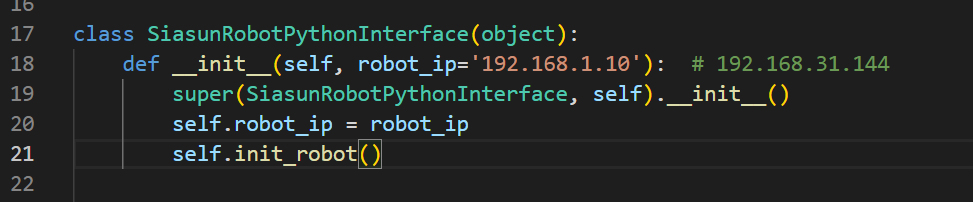 16
17 class SiasunRobotPythonInterface(object):
18 def __init__(self, robot_ip='192.168.1.10'): # 192.168.31.144
19 super(SiasunRobotPythonInterface, self).__init__()
20 self.robot_ip = robot_ip
21 self.init_robot()
22